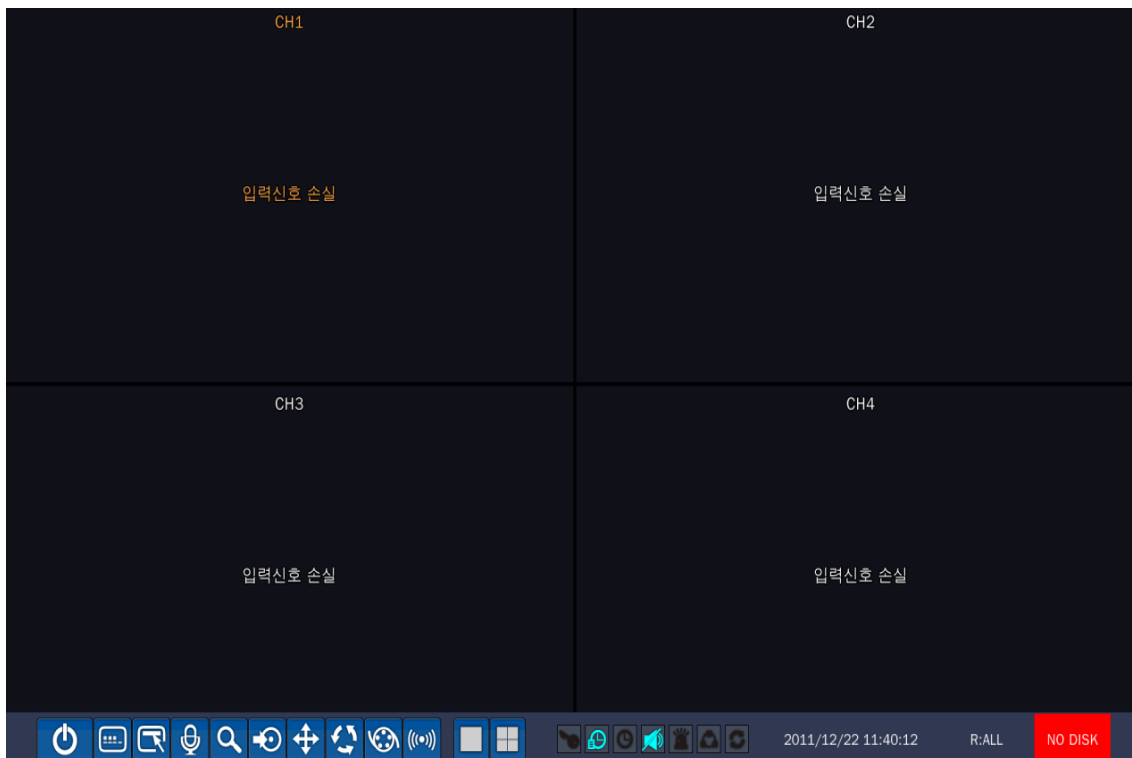 CH1
CH2
입력신호 손실
입력신호 손실
CH3
CH4
입력신호 손실
입력신호 손실
2011/12/22 11:40:12
R:ALL
NO DISK